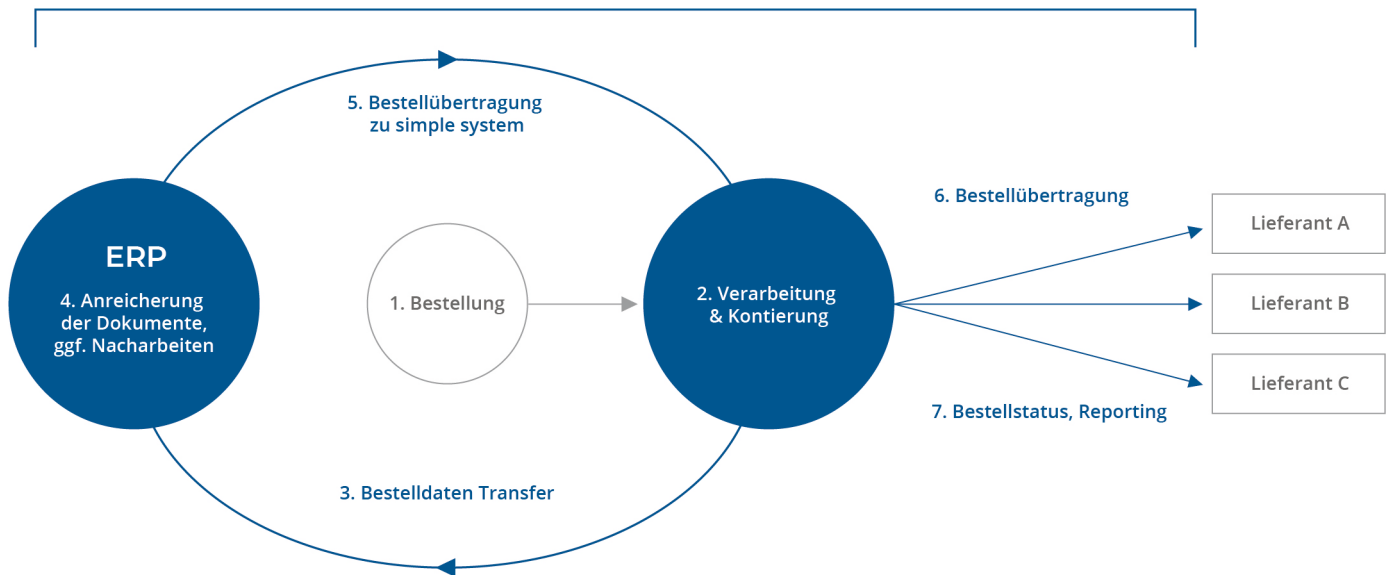 5. Bestellübertragung
zu simple system
6. Bestellübertragung
Lieferant A
ERP
4. Anreicherung
der Dokumente,
ggf. Nacharbeiten
1. Bestellung
2. Verarbeitung
& Kontierung
Lieferant B
Lieferant C
7. Bestellstatus, Reporting
3. Bestelldaten Transfer